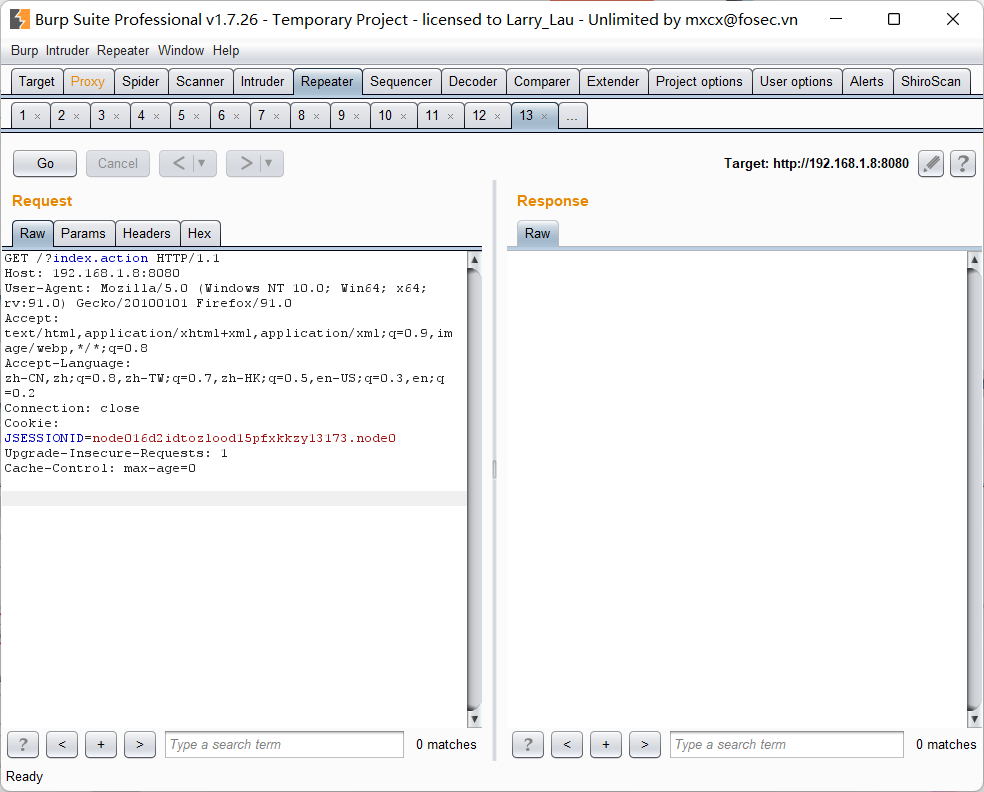 Burp Suite Professional v1.7.26 - Temporary Project - licensed to Larry_Lau - Unlimited by mxcx@fosec.vn
Burp Intruder Repeater Window Help
Target Proxy Spider Scanner Intruder Repeater Sequencer Decoder Comparer Extender Project options User options Alerts ShiroScan
1 × 2 × 3 × 4 × 5 × 6 × 7 × 8 × 9 × 10 × 11 × 12 × 13 × ...
Go Cancel < ▼ > ▼ Target: http://192.168.1.8:8080 ?
Request
Raw Params Headers Hex
GET /?index.action HTTP/1.1
Host: 192.168.1.8:8080
User-Agent: Mozilla/5.0 (Windows NT 10.0; Win64; x64;
rv:91.0) Gecko/20100101 Firefox/91.0
Accept:
text/html,application/xhtml+xml,application/xml;q=0.9,im
age/webp,*/*;q=0.8
Accept-Language:
zh-CN,zh;q=0.8,zh-TW;q=0.7,zh-HK;q=0.5,en-US;q=0.3,en;q
=0.2
Connection: close
Cookie:
JSESSIONID=node016d2idtozlood15pfxkkzy13173.node0
Upgrade-Insecure-Requests: 1
Cache-Control: max-age=0
? < + > Type a search term 0 matches
Response
Raw
? < + > Type a search term 0 matches
Ready